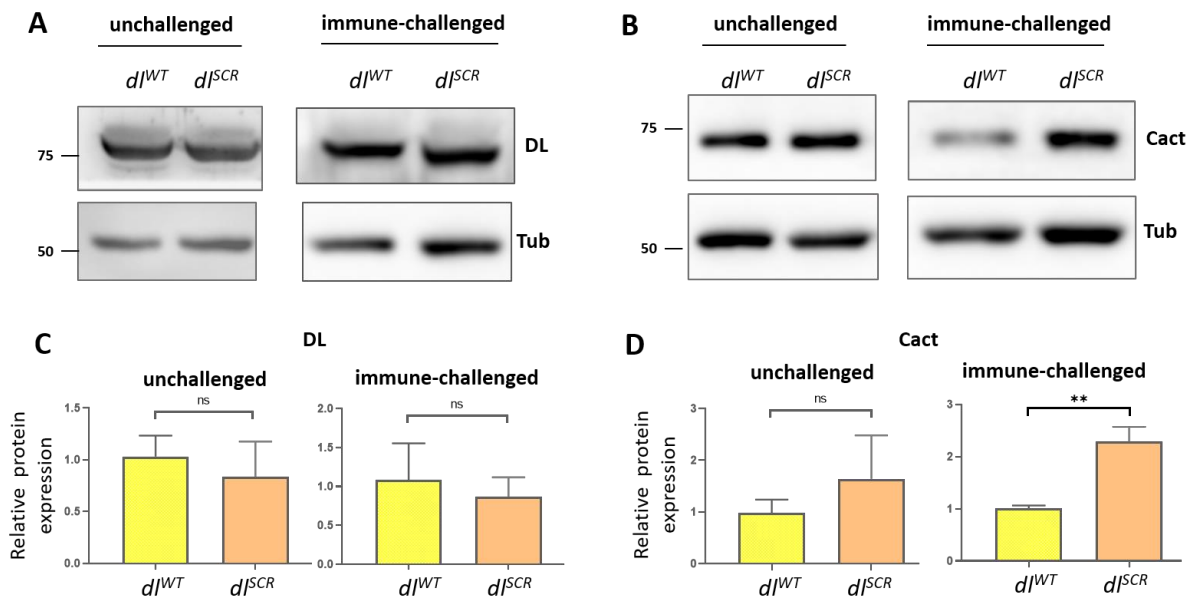 A
unchallenged
immune-challenged
dl^WT
dl^SCR
dl^WT
dl^SCR
75
DL
50
Tub
B
unchallenged
immune-challenged
dl^WT
dl^SCR
dl^WT
dl^SCR
75
Cact
50
Tub
C
DL
unchallenged
immune-challenged
Relative protein
expression
1.5
1.0
0.5
0.0
ns
dl^WT
dl^SCR
2.0
1.5
1.0
0.5
0.0
ns
dl^WT
dl^SCR
D
Cact
unchallenged
immune-challenged
Relative protein
expression
3
2
1
0
ns
dl^WT
dl^SCR
3
2
1
0
**
dl^WT
dl^SCR